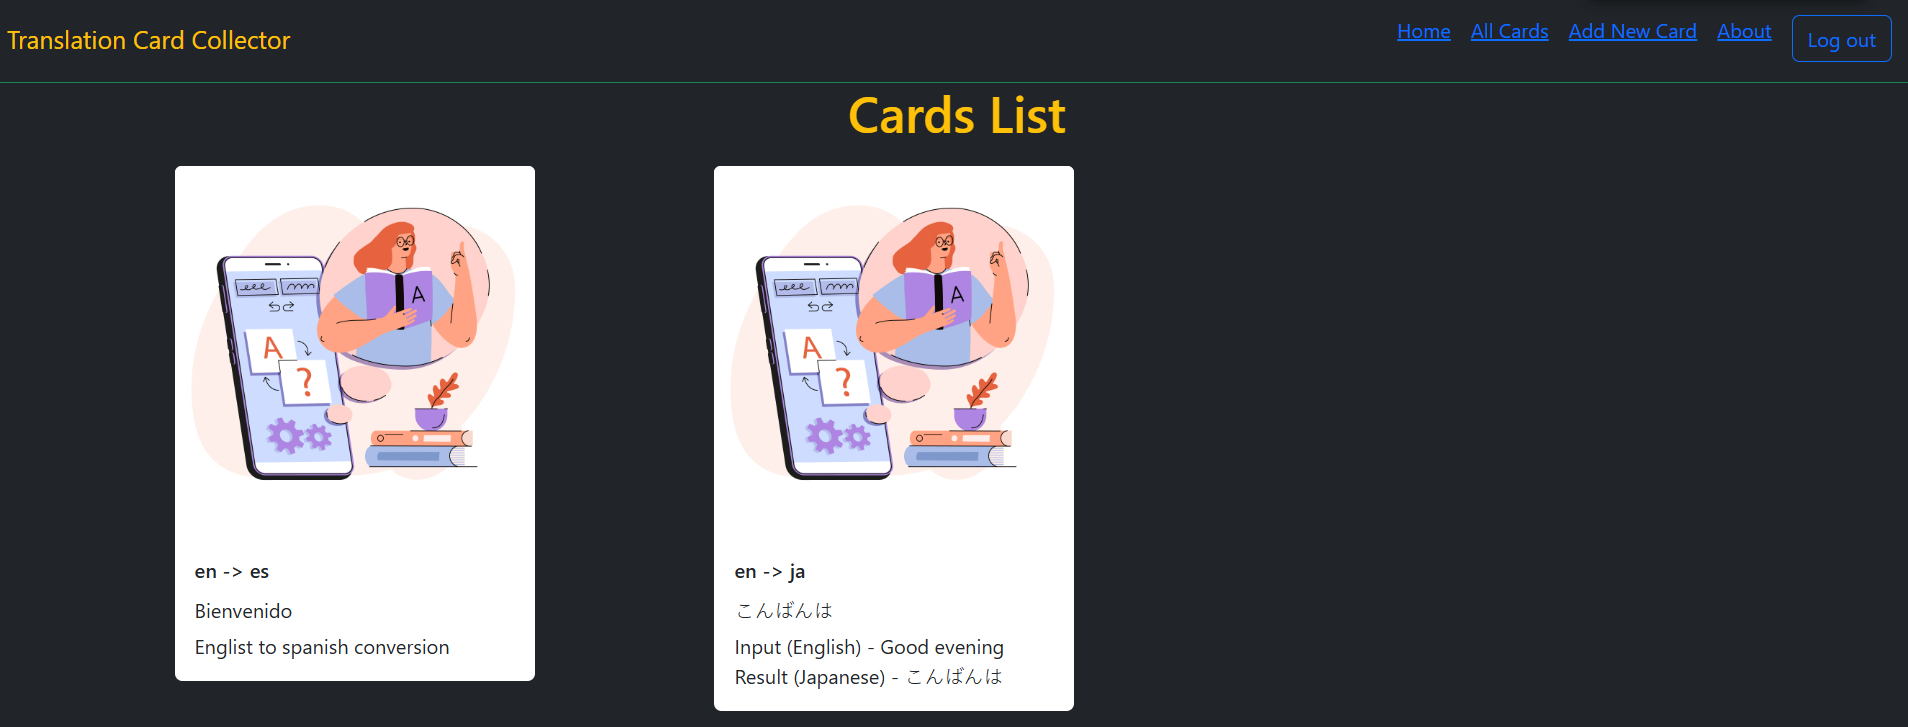 Translation Card Collector
Home All Cards Add New Card About Log out
Cards List
A
A
?
en -> es
Bienvenido
Englist to spanish conversion
A
A
?
en -> ja
こんばんは
Input (English) - Good evening
Result (Japanese) - こんばんは